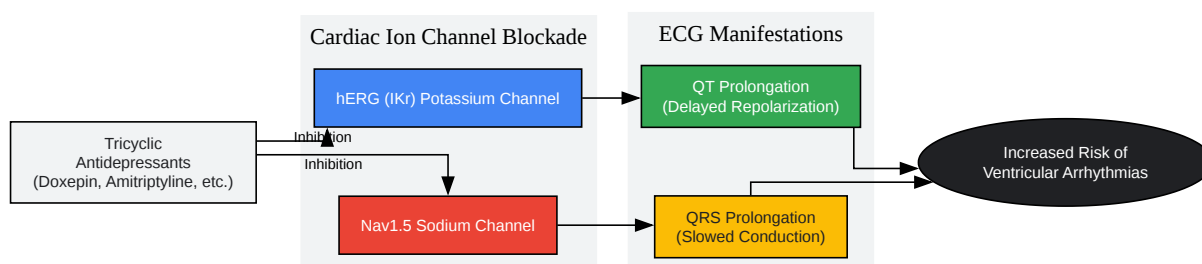 Cardiac Ion Channel Blockade
ECG Manifestations
hERG (IKr) Potassium Channel
QT Prolongation
(Delayed Repolarization)
Inhibition
Inhibition
Tricyclic
Antidepressants
(Doxepin, Amitriptyline, etc.)
Increased Risk of
Ventricular Arrhythmias
Nav1.5 Sodium Channel
QRS Prolongation
(Slowed Conduction)